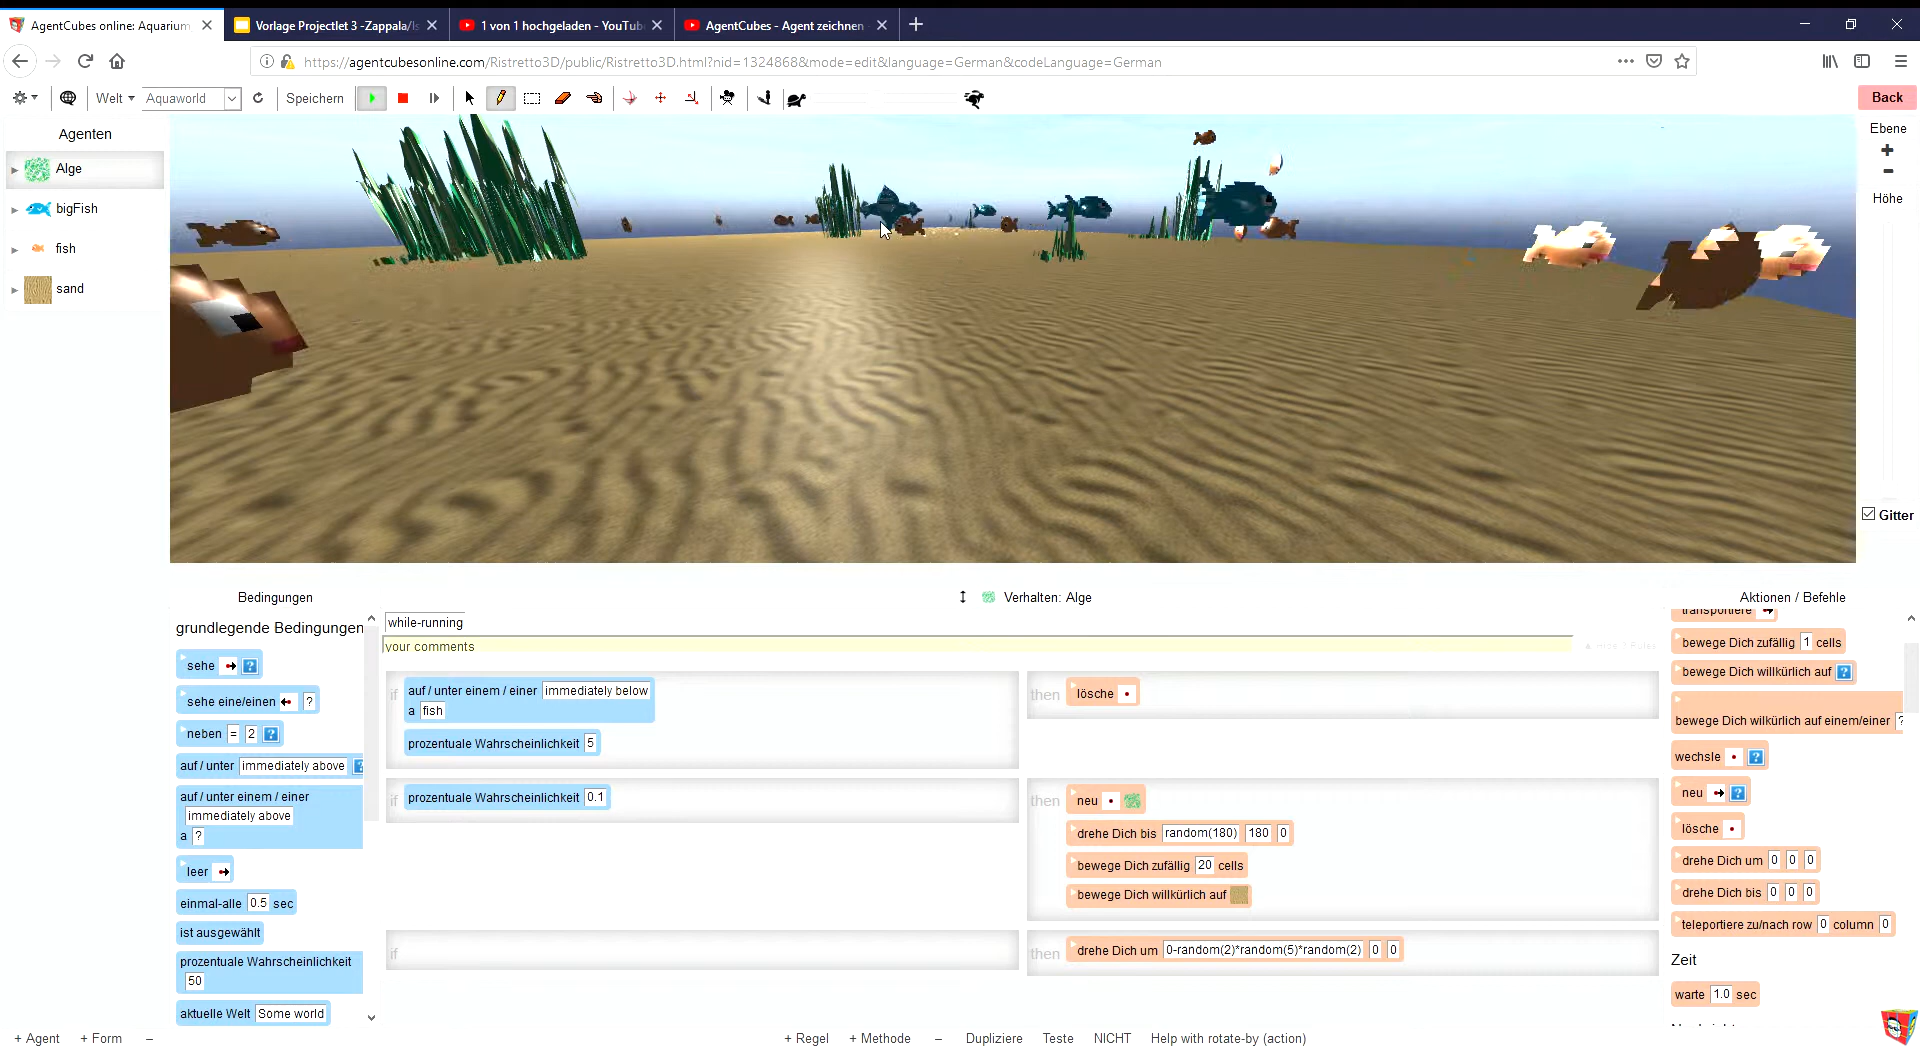 AgentCubes online: Aquarium
Vorlage Projectlet 3 -Zappala/Is
1 von 1 hochgeladen - YouTube
AgentCubes - Agent zeichnen
https://agentcubesonline.com/Ristretto3D/public/Ristretto3D.html?nid=1324868&mode=edit&language=German&codeLanguage=German
Welt
Aquaworld
Speichern
Back
Agenten
Alge
bigFish
fish
sand
Ebene
+
-
Höhe
Gitter
Bedingungen
Verhalten: Alge
Aktionen / Befehle
grundlegende Bedingungen
sehe ?
sehe eine/einen ?
neben = 2 ?
auf / unter immediately above ?
auf / unter einem / einer
immediately above
a ?
leer
einmal-alle 0.5 sec
ist ausgewählt
prozentuale Wahrscheinlichkeit
50
aktuelle Welt Some world
while-running
your comments
if auf / unter einem / einer immediately below
a fish
prozentuale Wahrscheinlichkeit 5
then lösche
if prozentuale Wahrscheinlichkeit 0.1
then neu
drehe Dich bis random(180) 180 0
bewege Dich zufällig 20 cells
bewege Dich willkürlich auf
if
then drehe Dich um 0-random(2)*random(5)*random(2) 0 0
transportiere
bewege Dich zufällig 1 cells
bewege Dich willkürlich auf ?
bewege Dich wilkürlich auf einem/einer ?
wechsle ?
neu ?
lösche
drehe Dich um 0 0 0
drehe Dich bis 0 0 0
teleportiere zu/nach row 0 column 0
Zeit
warte 1.0 sec
+ Agent + Form −
+ Regel + Methode − Dupliziere Teste NICHT Help with rotate-by (action)